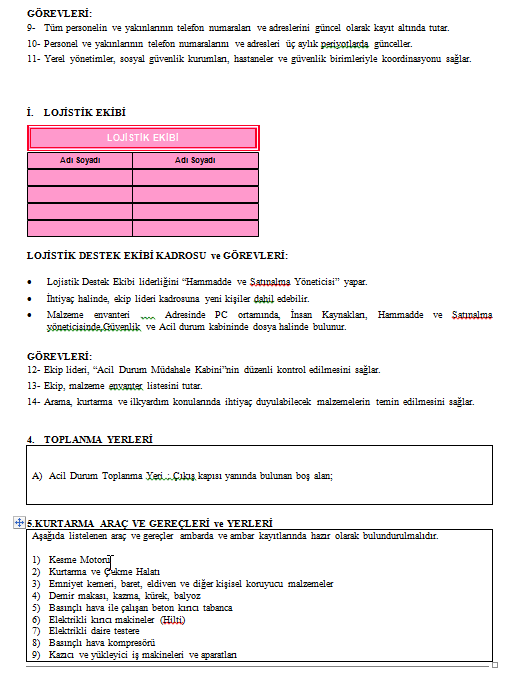 GÖREVLERİ:
9- Tüm personelin ve yakınlarının telefon numaraları ve adreslerini güncel olarak kayıt altında tutar.
10- Personel ve yakınlarının telefon numaralarını ve adresleri üç aylık periyotlarda günceller.
11- Yerel yönetimler, sosyal güvenlik kurumları, hastaneler ve güvenlik birimleriyle koordinasyonu sağlar.
İ. LOJİSTİK EKİBİ
LOJİSTİK EKİBİ
Adı Soyadı Adı Soyadı
LOJİSTİK DESTEK EKİBİ KADROSU ve GÖREVLERİ:
• Lojistik Destek Ekibi liderliğini “Hammadde ve Satınalma Yöneticisi” yapar.
• İhtiyaç halinde, ekip lideri kadrosuna yeni kişiler dahil edebilir.
• Malzeme envanteri ..... Adresinde PC ortamında, İnsan Kaynakları, Hammadde ve Satınalma
yöneticisinde,Güvenlik ve Acil durum kabininde dosya halinde bulunur.
GÖREVLERİ:
12- Ekip lideri, “Acil Durum Müdahale Kabini”nin düzenli kontrol edilmesini sağlar.
13- Ekip, malzeme envanter listesini tutar.
14- Arama, kurtarma ve ilkyardım konularında ihtiyaç duyulabilecek malzemelerin temin edilmesini sağlar.
4. TOPLANMA YERLERİ
A) Acil Durum Toplanma Yeri : Çıkış kapısı yanında bulunan boş alan;
5.KURTARMA ARAÇ VE GEREÇLERİ ve YERLERİ
Aşağıda listelenen araç ve gereçler ambarda ve ambar kayıtlarında hazır olarak bulundurulmalıdır.
1) Kesme Motoru
2) Kurtarma ve Çekme Halatı
3) Emniyet kemeri, baret, eldiven ve diğer kişisel koruyucu malzemeler
4) Demir makası, kazma, kürek, balyoz
5) Basınçlı hava ile çalışan beton kırıcı tabanca
6) Elektrikli kırıcı makineler (Hilti)
7) Elektrikli daire testere
8) Basınçlı hava kompresörü
9) Kazıcı ve yükleyici iş makineleri ve aparatları